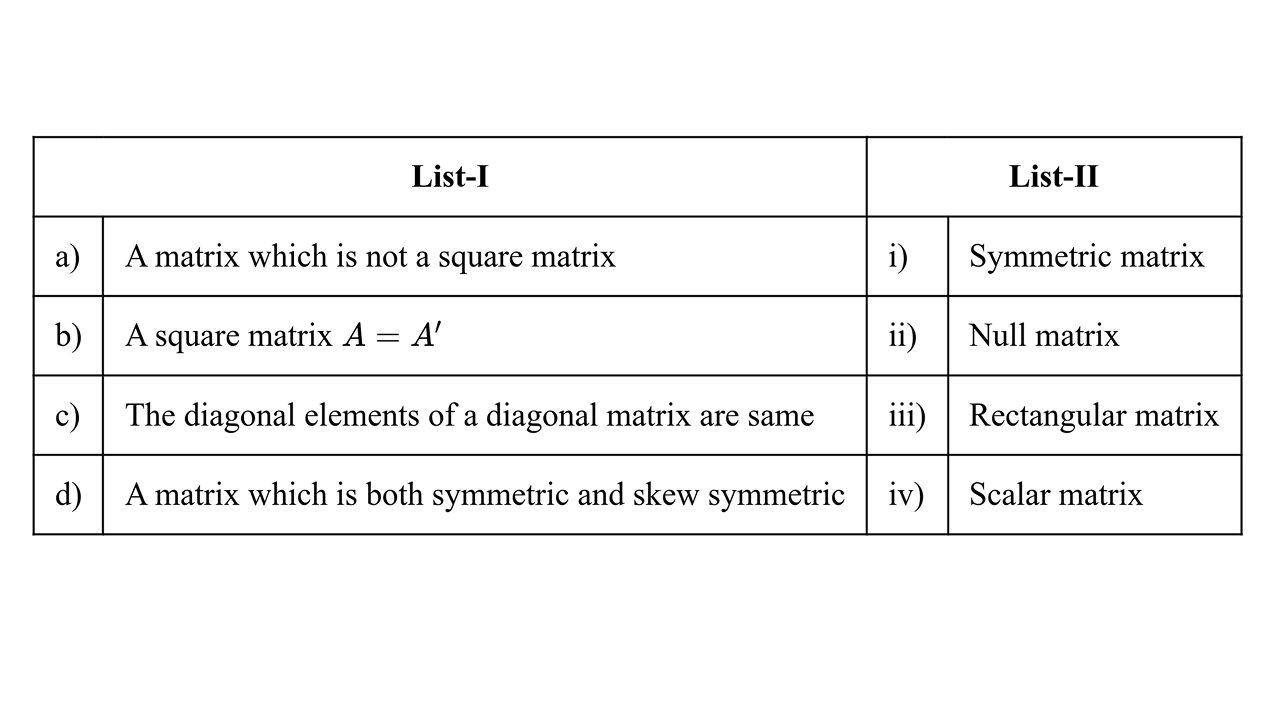 List-I List-II
a) A matrix which is not a square matrix i) Symmetric matrix
b) A square matrix A = A′ ii) Null matrix
c) The diagonal elements of a diagonal matrix are same iii) Rectangular matrix
d) A matrix which is both symmetric and skew symmetric iv) Scalar matrix